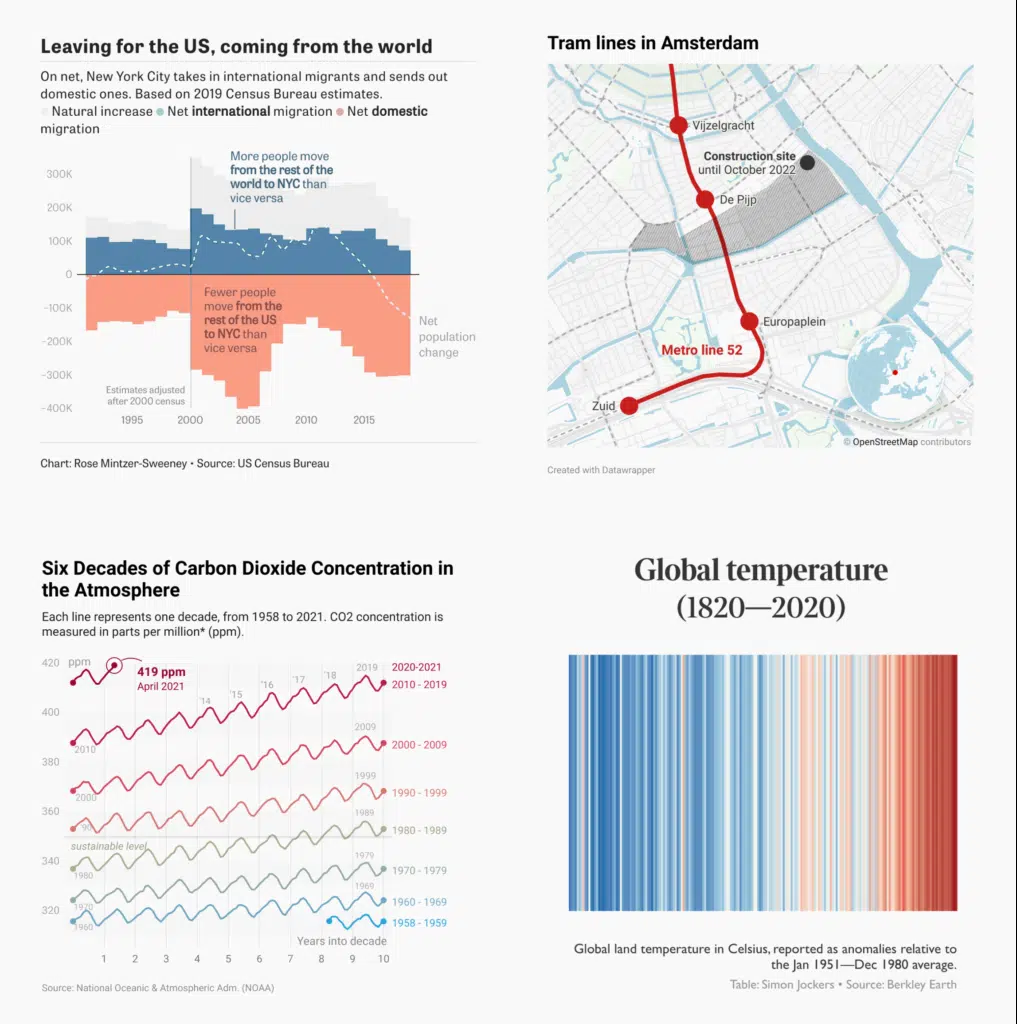 Leaving for the US, coming from the world
On net, New York City takes in international migrants and sends out
domestic ones. Based on 2019 Census Bureau estimates.
Natural increase Net international migration Net domestic
migration
More people move
from the rest of the
world to NYC than
vice versa
300K
200K
100K
0
-100K
-200K
-300K
-400K
Fewer people
move from the
rest of the US
to NYC than
vice versa
Net
population
change
Estimates adjusted
after 2000 census
1995 2000 2005 2010 2015
Chart: Rose Mintzer-Sweeney • Source: US Census Bureau
Tram lines in Amsterdam
Vijzelgracht
Construction site
until October 2022
De Pijp
Europaplein
Metro line 52
Zuid
© OpenStreetMap contributors
Created with Datawrapper
Six Decades of Carbon Dioxide Concentration in
the Atmosphere
Each line represents one decade, from 1958 to 2021. CO2 concentration is
measured in parts per million* (ppm).
420 ppm
419 ppm
April 2021
2019 2020-2021
2010 - 2019
'14 '15 '16 '17 '18
400
2010
2009
2000 - 2009
380
2000
1999
1990 - 1999
360
90
1989
1980 - 1989
sustainable level
340
1980
1979
1970 - 1979
1970
1969
1960 - 1969
320
1960
1958 - 1959
Years into decade
1 2 3 4 5 6 7 8 9 10
Source: National Oceanic & Atmospheric Adm. (NOAA)
Global temperature
(1820—2020)
Global land temperature in Celsius, reported as anomalies relative to
the Jan 1951—Dec 1980 average.
Table: Simon Jockers • Source: Berkley Earth